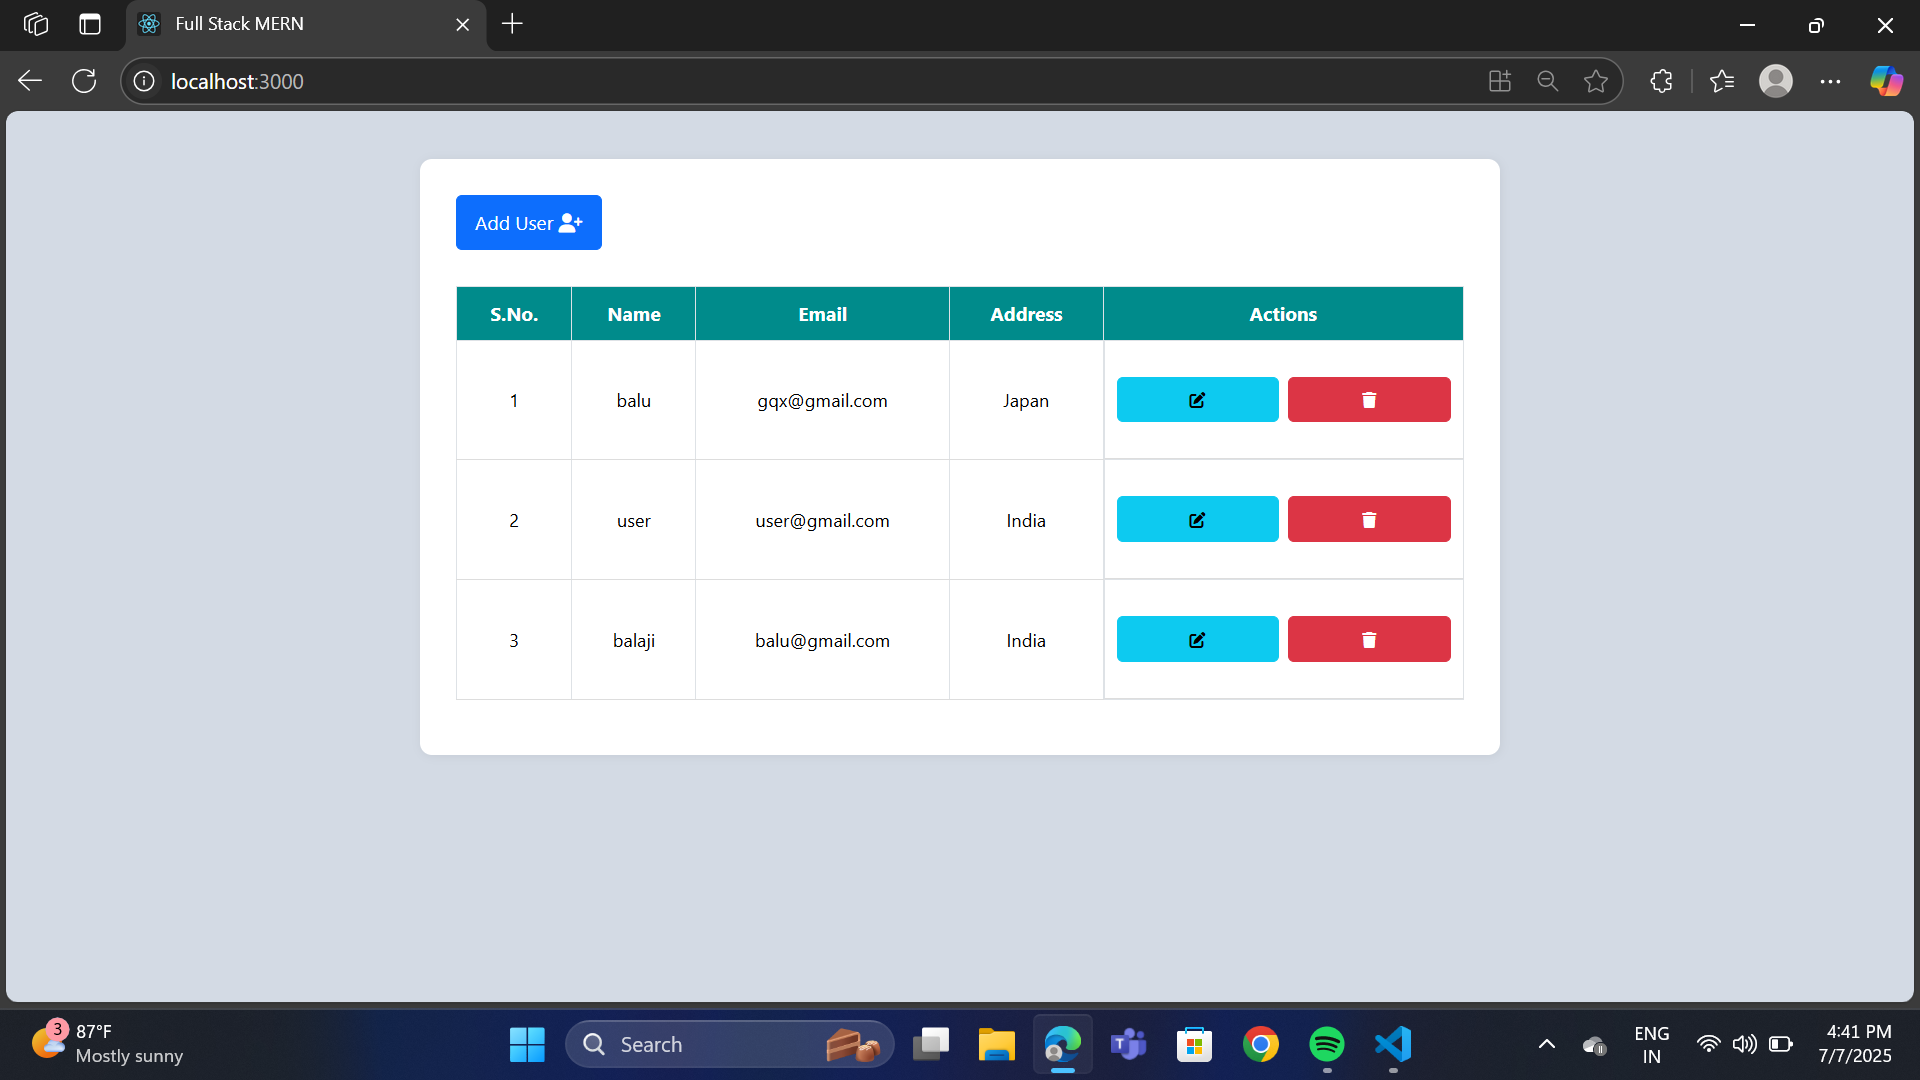 Full Stack MERN
localhost:3000
Add User
S.No. Name Email Address Actions
1 balu gqx@gmail.com Japan
2 user user@gmail.com India
3 balaji balu@gmail.com India
3
87°F
Mostly sunny
Search
T
ENG
IN
4:41 PM
7/7/2025